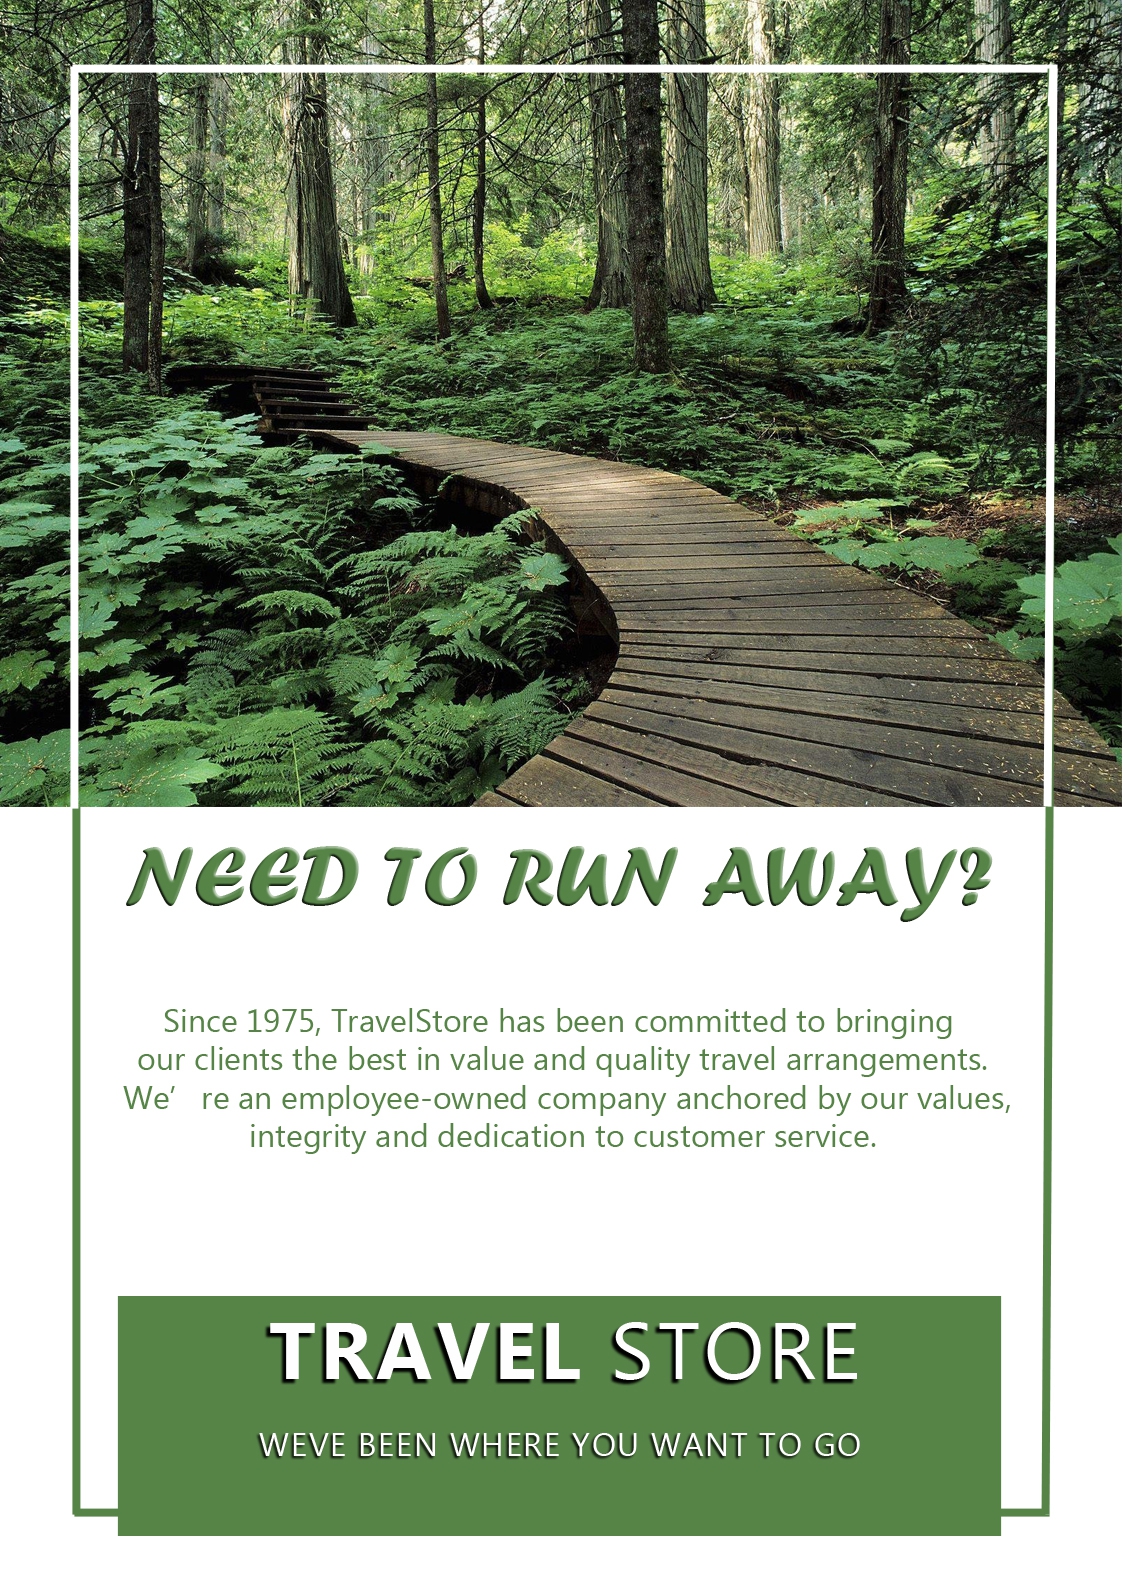 NEED TO RUN AWAY?
Since 1975, TravelStore has been committed to bringing
our clients the best in value and quality travel arrangements.
We’ re an employee-owned company anchored by our values,
integrity and dedication to customer service.
TRAVEL STORE
WEVE BEEN WHERE YOU WANT TO GO